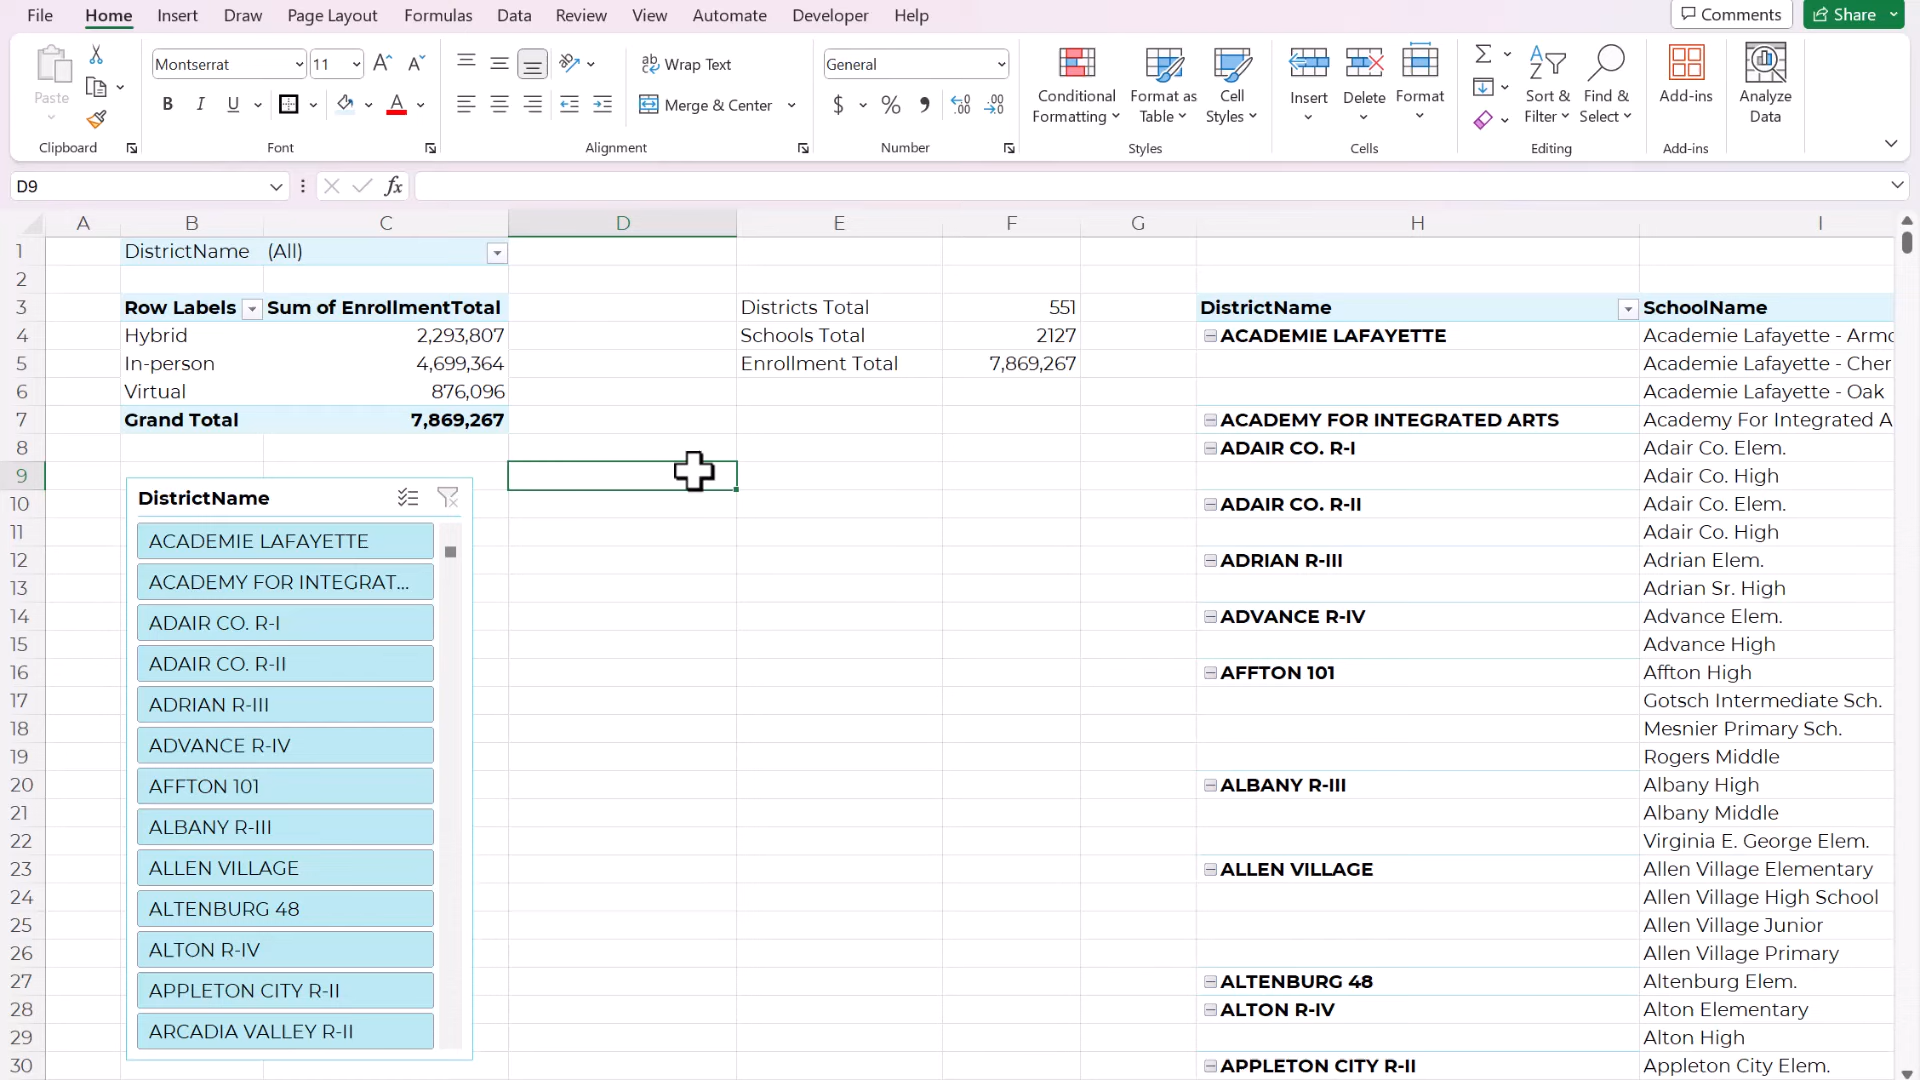 File Home Insert Draw Page Layout Formulas Data Review View Automate Developer Help Comments Share
Paste
Clipboard
Montserrat 11 A A
B I U A
Font
ab Wrap Text
Merge & Center
Alignment
General
$ % , .00
Number
Conditional Formatting
Format as Table
Cell Styles
Styles
Insert Delete Format
Cells
Sort & Filter
Find & Select
Editing
Add-ins
Add-ins
Analyze Data
D9 fx
A B C D E F G H I
1 DistrictName (All)
2
3 Row Labels Sum of EnrollmentTotal Districts Total 551 DistrictName SchoolName
4 Hybrid 2,293,807 Schools Total 2127 ACADEMIE LAFAYETTE Academie Lafayette - Armo
5 In-person 4,699,364 Enrollment Total 7,869,267 Academie Lafayette - Cher
6 Virtual 876,096 Academie Lafayette - Oak
7 Grand Total 7,869,267 ACADEMY FOR INTEGRATED ARTS Academy For Integrated A
8 ADAIR CO. R-I Adair Co. Elem.
9 Adair Co. High
10 ADAIR CO. R-II Adair Co. Elem.
11 Adair Co. High
12 ADRIAN R-III Adrian Elem.
13 Adrian Sr. High
14 ADVANCE R-IV Advance Elem.
15 Advance High
16 AFFTON 101 Affton High
17 Gotsch Intermediate Sch.
18 Mesnier Primary Sch.
19 Rogers Middle
20 ALBANY R-III Albany High
21 Albany Middle
22 Virginia E. George Elem.
23 ALLEN VILLAGE Allen Village Elementary
24 Allen Village High School
25 Allen Village Junior
26 Allen Village Primary
27 ALTENBURG 48 Altenburg Elem.
28 ALTON R-IV Alton Elementary
29 Alton High
30 APPLETON CITY R-II Appleton City Elem.
DistrictName
ACADEMIE LAFAYETTE
ACADEMY FOR INTEGRAT...
ADAIR CO. R-I
ADAIR CO. R-II
ADRIAN R-III
ADVANCE R-IV
AFFTON 101
ALBANY R-III
ALLEN VILLAGE
ALTENBURG 48
ALTON R-IV
APPLETON CITY R-II
ARCADIA VALLEY R-II